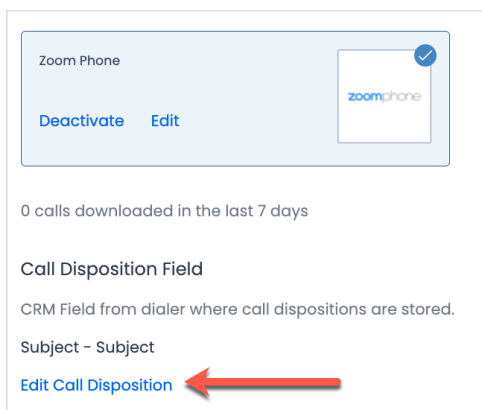 Zoom Phone
zoomphone
Deactivate Edit
0 calls downloaded in the last 7 days
Call Disposition Field
CRM Field from dialer where call dispositions are stored.
Subject - Subject
Edit Call Disposition